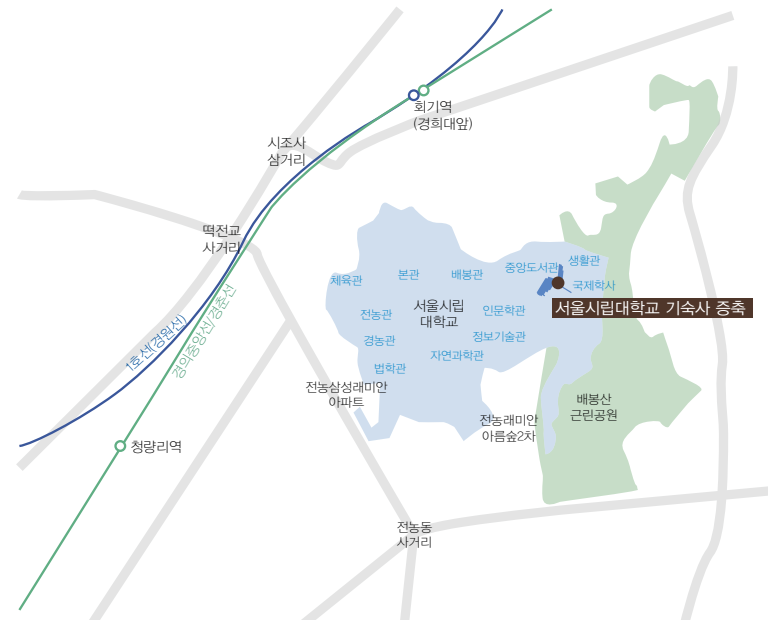 회기역
(경희대앞)
시조사
삼거리
떡전교
사거리
1호선(경원선)
경의중앙선/경춘선
청량리역
체육관
본관
배봉관
중앙도서관
생활관
국제학사
서울시립대학교 기숙사 증축
전농관
서울시립
대학교
인문학관
경농관
정보기술관
자연과학관
법학관
전농삼성래미안
아파트
전농래미안
아름숲2차
배봉산
근린공원
전농동
사거리